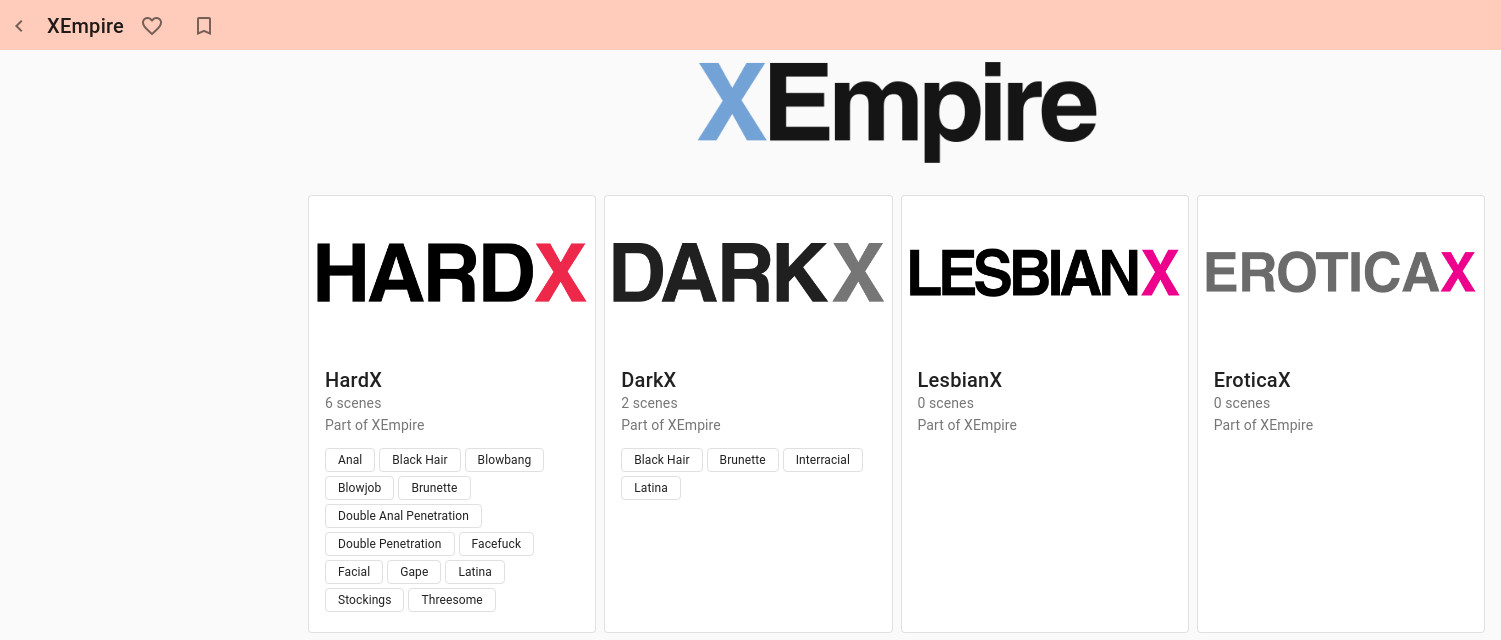 XEmpire
XEmpire
HARDX
DARKX
LESBIANX
EROTICAX
HardX
6 scenes
Part of XEmpire
Anal
Black Hair
Blowbang
Blowjob
Brunette
Double Anal Penetration
Double Penetration
Facefuck
Facial
Gape
Latina
Stockings
Threesome
DarkX
2 scenes
Part of XEmpire
Black Hair
Brunette
Interracial
Latina
LesbianX
0 scenes
Part of XEmpire
EroticaX
0 scenes
Part of XEmpire